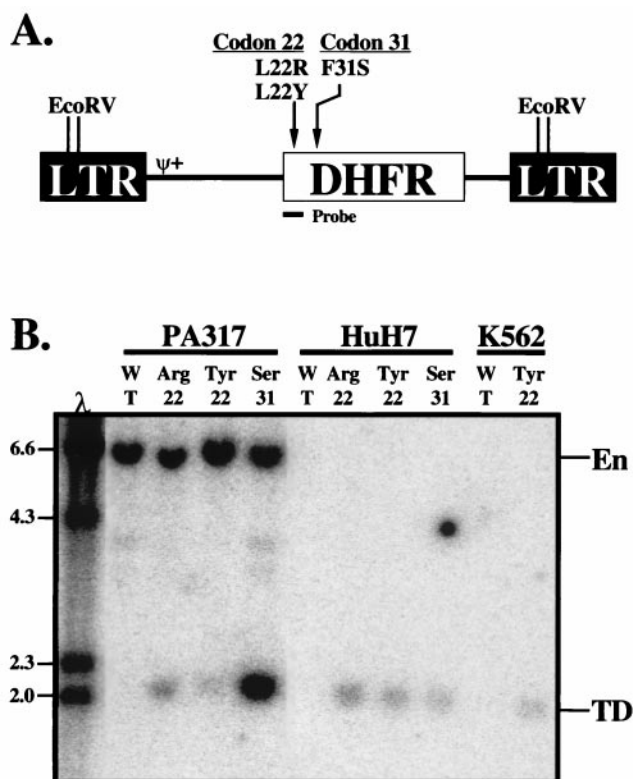 A.
Codon 22 Codon 31
L22R F31S
L22Y
EcoRV EcoRV
LTR ψ+ DHFR LTR
Probe
B.
PA317 HuH7 K562
W Arg Tyr Ser W Arg Tyr Ser W Tyr
λ T 22 22 31 T 22 22 31 T 22
6.6 En
4.3
2.3
2.0 TD